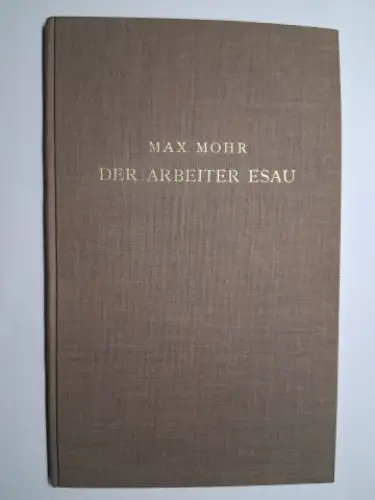 MAX MOHR
DER ARBEITER ESAU